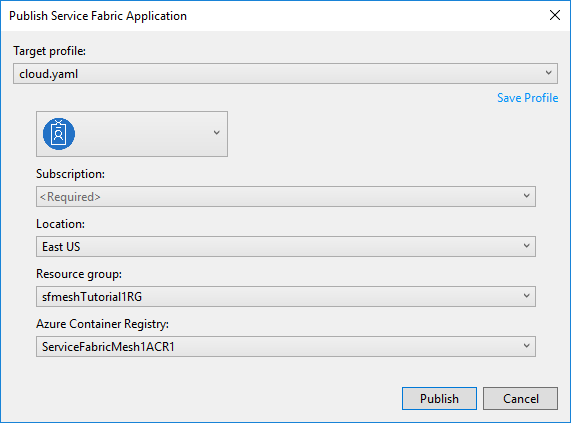 Publish Service Fabric Application
Target profile:
cloud.yaml
Save Profile
Subscription:
<Required>
Location:
East US
Resource group:
sfmeshTutorial1RG
Azure Container Registry:
ServiceFabricMesh1ACR1
Publish
Cancel